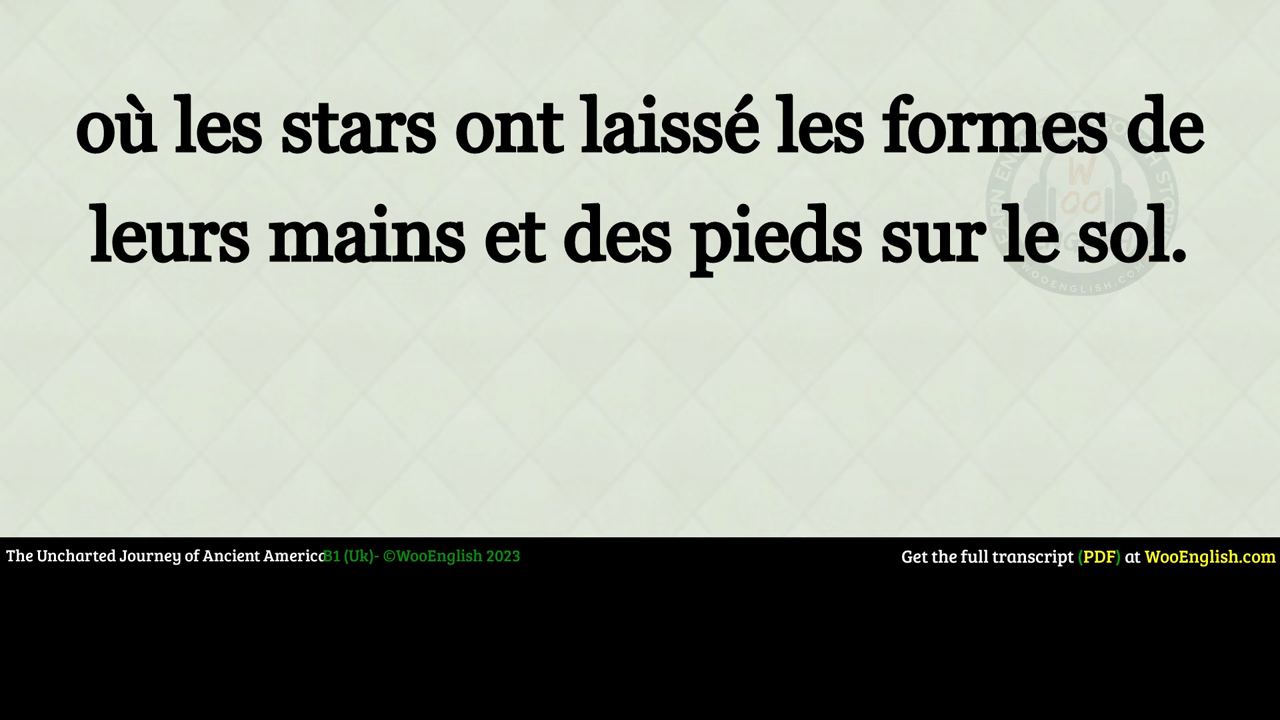 où les stars ont laissé les formes de
leurs mains et des pieds sur le sol.
The Uncharted Journey of Ancient America B1 (Uk)- ©WooEnglish 2023
Get the full transcript (PDF) at WooEnglish.com